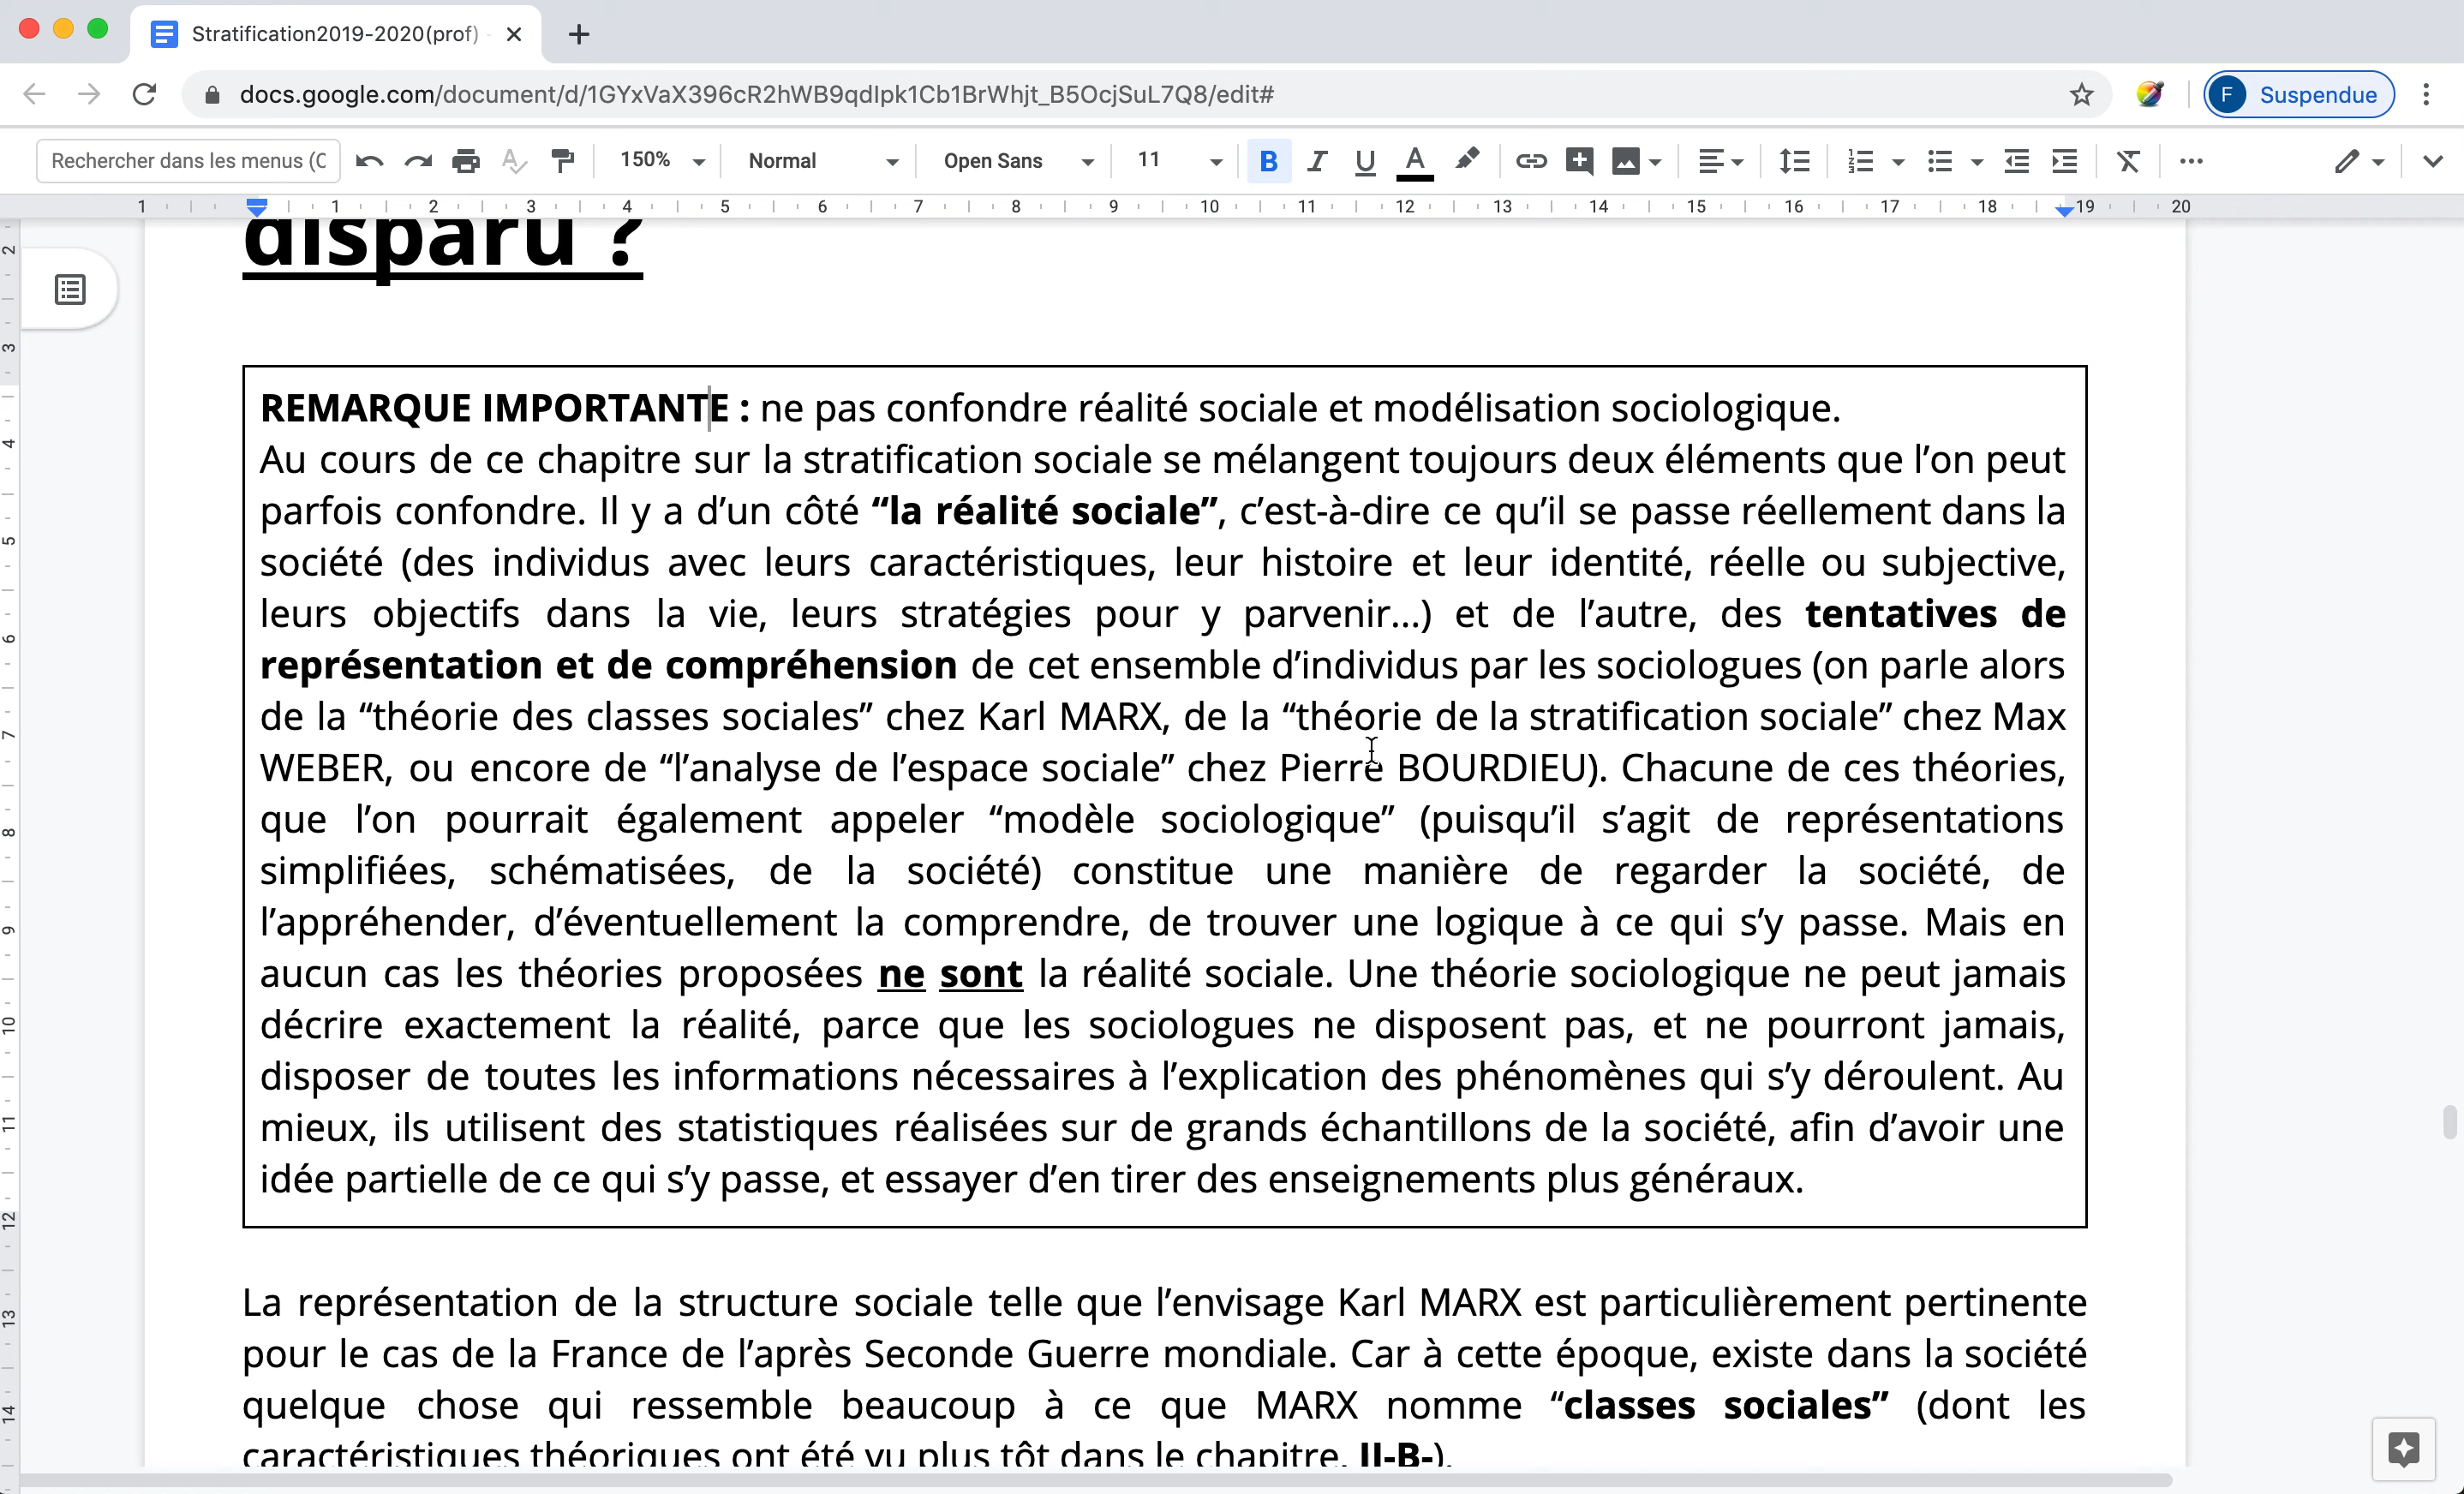 Stratification2019-2020(prof)
docs.google.com/document/d/1GYxVaX396cR2hWB9qdIpk1Cb1BrWhjt_B5OcjSuL7Q8/edit#
F Suspendue
Rechercher dans les menus (
150% Normal Open Sans 11 B I U A
1 1 2 3 4 5 6 7 8 9 10 11 12 13 14 15 16 17 18 19 20
disparu ?
REMARQUE IMPORTANTE : ne pas confondre réalité sociale et modélisation sociologique.
Au cours de ce chapitre sur la stratification sociale se mélangent toujours deux éléments que l’on peut
parfois confondre. Il y a d’un côté “la réalité sociale”, c’est-à-dire ce qu’il se passe réellement dans la
société (des individus avec leurs caractéristiques, leur histoire et leur identité, réelle ou subjective,
leurs objectifs dans la vie, leurs stratégies pour y parvenir...) et de l’autre, des tentatives de
représentation et de compréhension de cet ensemble d’individus par les sociologues (on parle alors
de la “théorie des classes sociales” chez Karl MARX, de la “théorie de la stratification sociale” chez Max
WEBER, ou encore de “l’analyse de l’espace sociale” chez Pierre BOURDIEU). Chacune de ces théories,
que l’on pourrait également appeler “modèle sociologique” (puisqu’il s’agit de représentations
simplifiées, schématisées, de la société) constitue une manière de regarder la société, de
l’appréhender, d’éventuellement la comprendre, de trouver une logique à ce qui s’y passe. Mais en
aucun cas les théories proposées ne sont la réalité sociale. Une théorie sociologique ne peut jamais
décrire exactement la réalité, parce que les sociologues ne disposent pas, et ne pourront jamais,
disposer de toutes les informations nécessaires à l’explication des phénomènes qui s’y déroulent. Au
mieux, ils utilisent des statistiques réalisées sur de grands échantillons de la société, afin d’avoir une
idée partielle de ce qui s’y passe, et essayer d’en tirer des enseignements plus généraux.
La représentation de la structure sociale telle que l’envisage Karl MARX est particulièrement pertinente
pour le cas de la France de l’après Seconde Guerre mondiale. Car à cette époque, existe dans la société
quelque chose qui ressemble beaucoup à ce que MARX nomme “classes sociales” (dont les
caractéristiques théoriques ont été vu plus tôt dans le chapitre, II-B-).
2
3
4
5
6
7
8
9
10
11
12
13
14